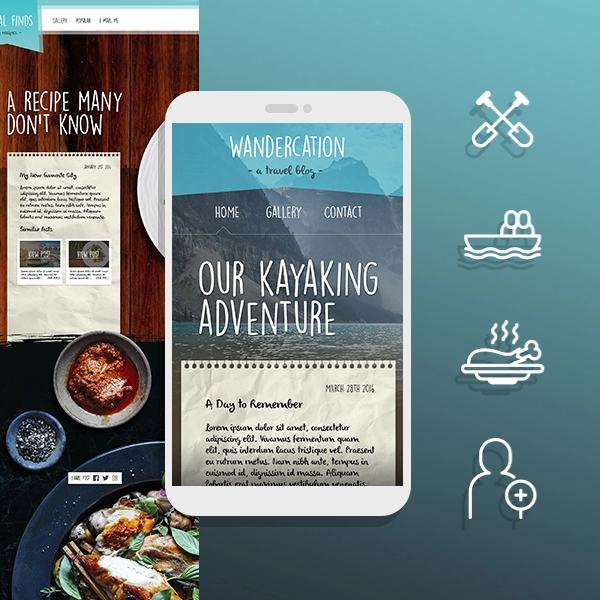 AL FINDS
GALLERY POPULAR E-MAIL ME
A RECIPE MANY
DON'T KNOW
JANUARY 21ST 2016
My New Favorite City
Lorem ipsum dolor sit amet, consectetur
adipiscing elit. Vivamus fermentum quam
elit, quis interdum lacus tristique vel. Praesent
eu rutrum metus. Nam nibh ante, tempus in
euismod id, dignissim id massa. Aliquam
lobortis erat maximus vestibulum venenatis.
Similar Posts
VIEW POST VIEW POST
SHARE POST
WANDERCATION
- a travel blog -
HOME GALLERY CONTACT
OUR KAYAKING
ADVENTURE
MARCH 28TH 2016
A Day to Remember
Lorem ipsum dolor sit amet, consectetur
adipiscing elit. Vivamus fermentum quam
elit, quis interdum lacus tristique vel. Praesent
eu rutrum metus. Nam nibh ante, tempus in
euismod id, dignissim id massa. Aliquam
lobortis erat maximus vestibulum venenatis.